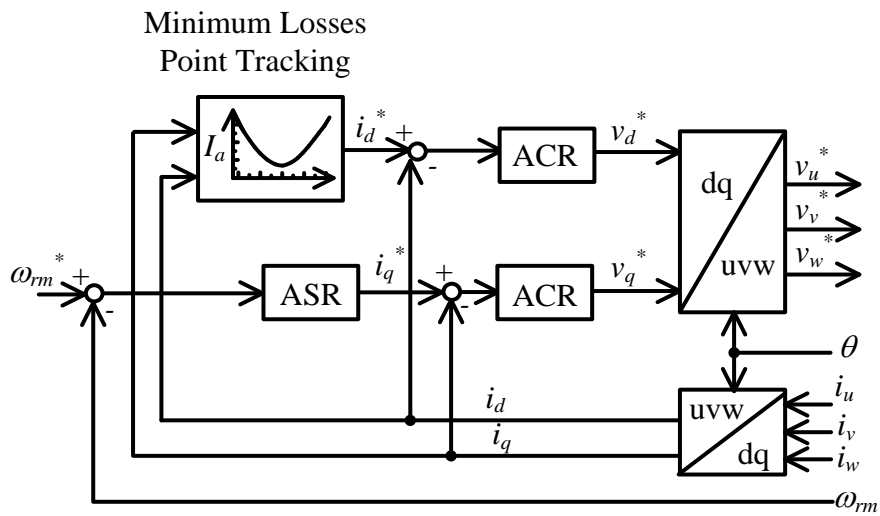 Minimum Losses
Point Tracking
I_a
i_d^*
+
-
ACR
v_d^*
dq
uvw
v_u^*
v_v^*
v_w^*
ω_rm^*
+
-
ASR
i_q^*
+
-
ACR
v_q^*
θ
i_d
i_q
uvw
dq
i_u
i_v
i_w
ω_rm